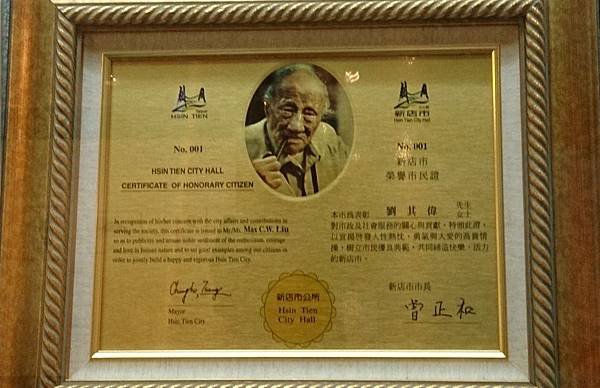 HSIN TIEN
No. 001
HSIN TIEN CITY HALL
CERTIFICATE OF HONORARY CITIZEN
In recognition of his/her concern with the city affairs and contributions in
serving the society, this certificate is issued to Mr./Ms. Max C.W. Liu
so as to publicize and arouse noble sentiment of the enthusiasm, courage
and love in human nature and to set good examples among our citizens in
order to jointly build a happy and vigorous Hsin Tien City.
Mayor
Hsin Tien City
新店市公所
Hsin Tien
City Hall
新店市
Hsin Tien City Hall
No. 001
新店市
榮譽市民證
本市為表彰 劉其偉 先生
女士
對市政及社會服務的關心與貢獻，特頒此證，
以宣揚啓發人性熱忱、勇氣與大愛的高貴情
操，樹立市民優良典範，共同締造快樂、活力
的新店市。
新店市市長
曾正和